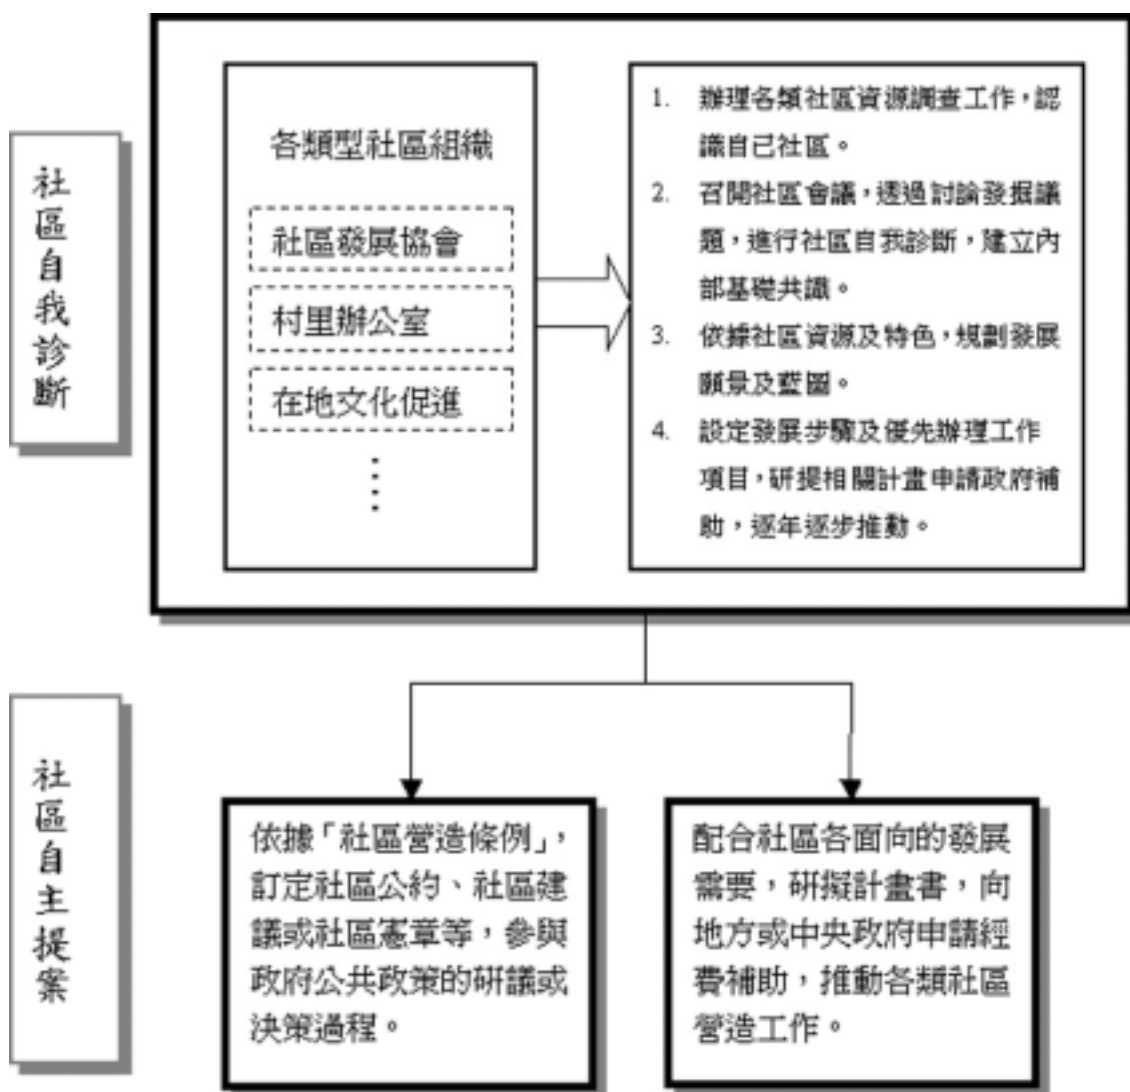 社區自我診斷
各類型社區組織
社區發展協會
村里辦公室
在地文化促進
1. 辦理各類社區資源調查工作，認
識自己社區。
2. 召開社區會議，透過討論發掘議
題，進行社區自我診斷，建立內
部基礎共識。
3. 依據社區資源及特色，規劃發展
願景及藍圖。
4. 設定發展步驟及優先辦理工作
項目，研提相關計畫申請政府補
助，逐年逐步推動。
社區自主提案
依據「社區營造條例」，
訂定社區公約、社區建
議或社區憲章等，參與
政府公共政策的研議或
決策過程。
配合社區各面向的發展
需要，研擬計畫書，向
地方或中央政府申請經
費補助，推動各類社區
營造工作。